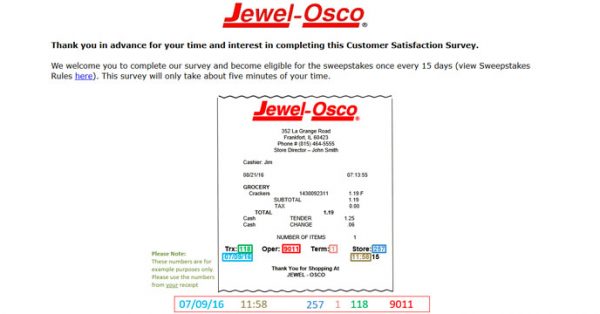 Jewel-Osco®
Thank you in advance for your time and interest in completing this Customer Satisfaction Survey.
We welcome you to complete our survey and become eligible for the sweepstakes once every 15 days (view Sweepstakes
Rules here). This survey will only take about five minutes of your time.
Jewel-Osco®
352 La Grange Road
Frankfort, IL 60423
Phone # (815) 464-5555
Store Director – John Smith
Cashier: Jim
08/21/16 07:13:55
GROCERY
Crackers 1430092311 1.19 F
SUBTOTAL 1.19
TAX 0.00
TOTAL 1.19
Cash TENDER 1.25
Cash CHANGE .06
NUMBER OF ITEMS 1
Trx: 118 Oper: 9011 Term: 1 Store: 257
07/09/16 11:58:15
Thank You for Shopping At
JEWEL - OSCO
Please Note:
These numbers are for
example purposes only.
Please use the numbers
from your receipt
07/09/16 11:58 257 1 118 9011